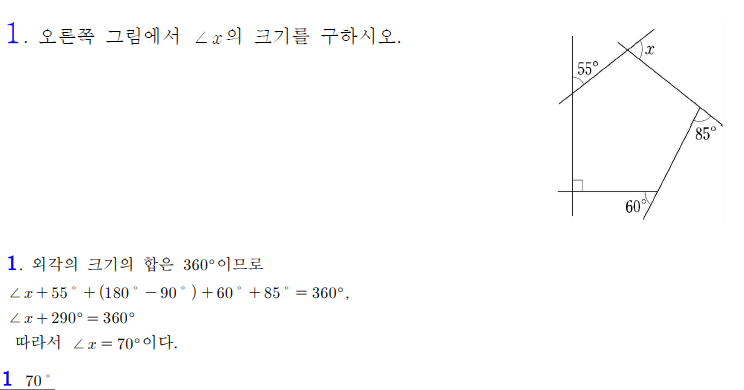 1. 오른쪽 그림에서 ∠x의 크기를 구하시오.
x
55°
85°
60°
1. 외각의 크기의 합은 360°이므로
∠x+55°+(180°-90°)+60°+85°=360°,
∠x+290°=360°
따라서 ∠x=70°이다.
1 70°